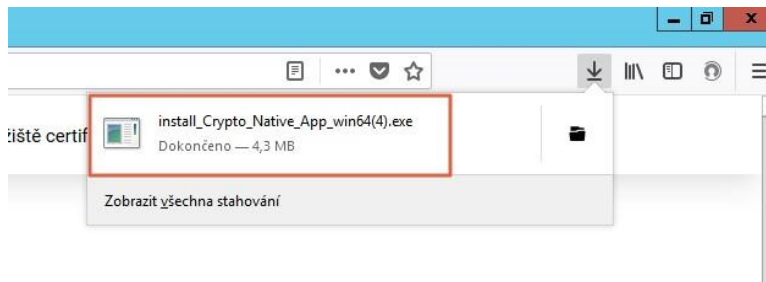 install_Crypto_Native_App_win64(4).exe
žiště certif
Dokončeno — 4,3 MB
Zobrazit všechna stahování